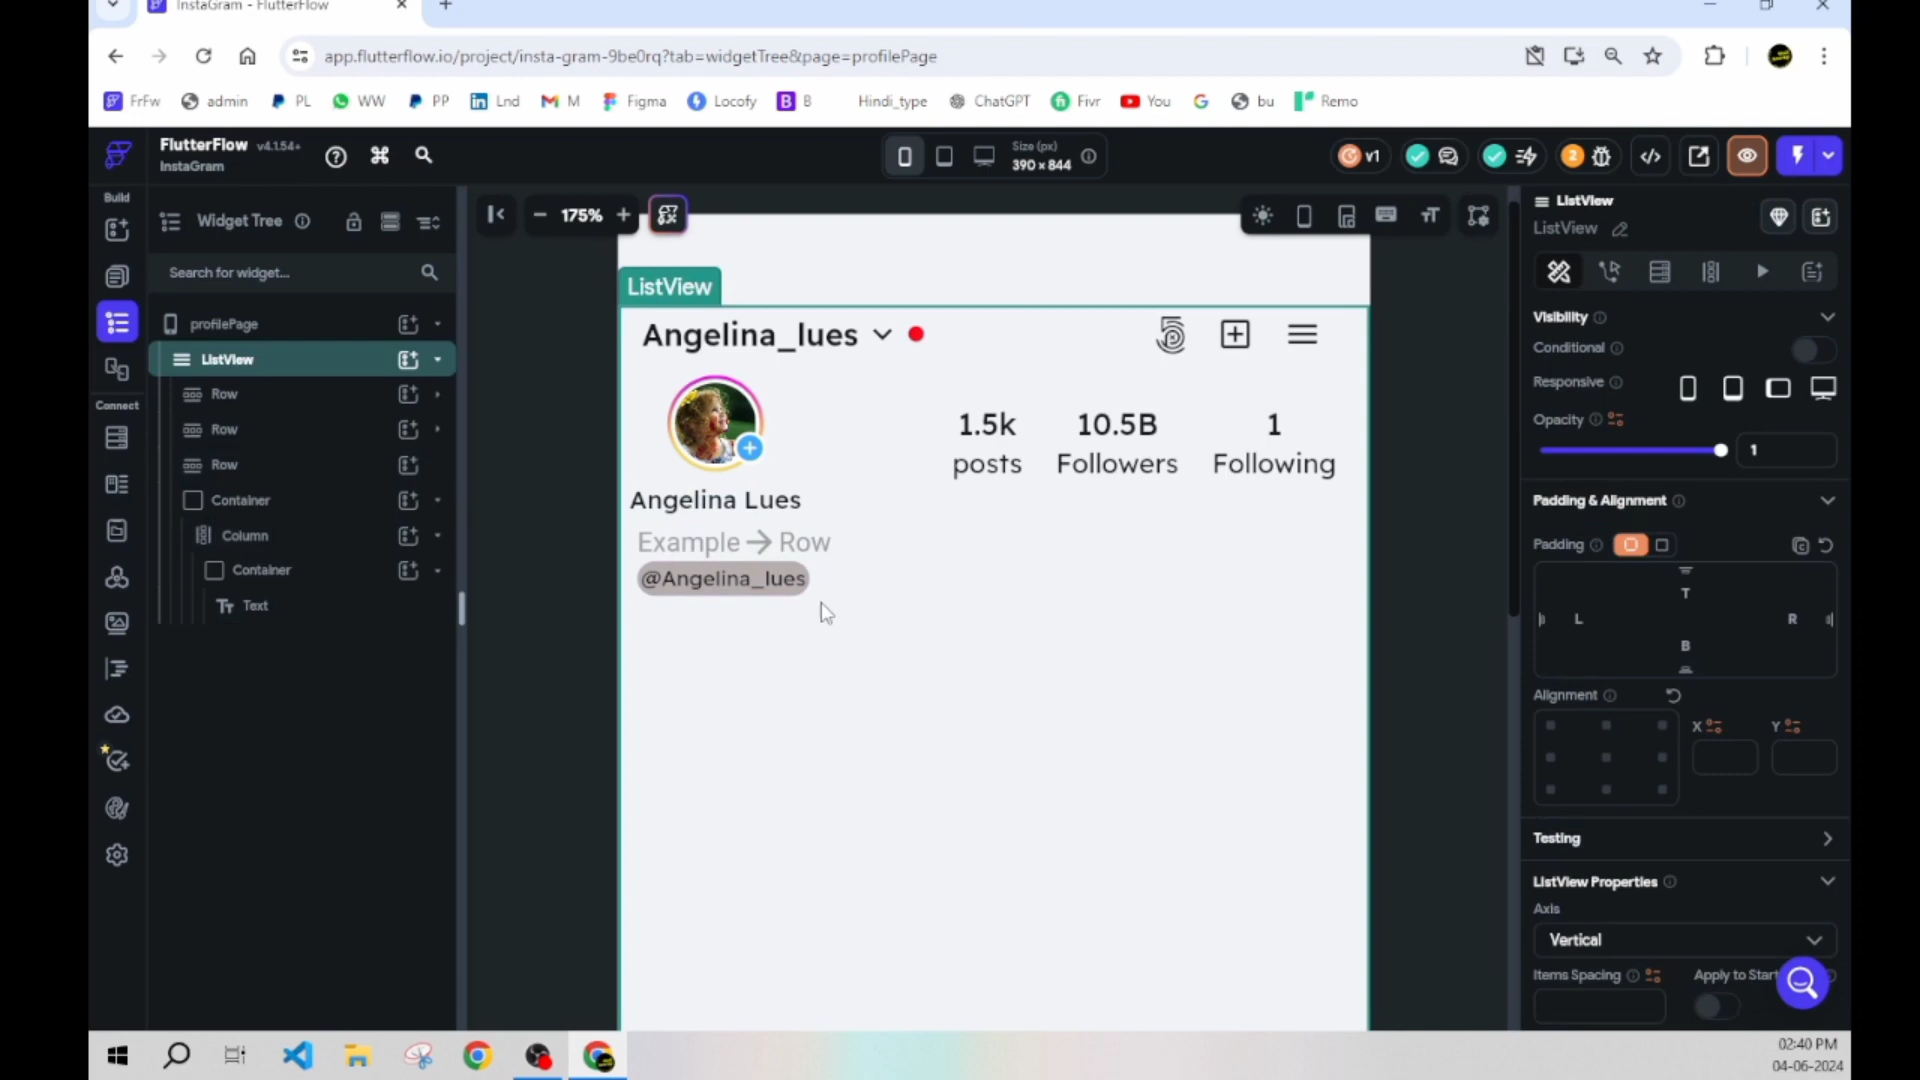 InstaGram - FlutterFlow
app.flutterflow.io/project/insta-gram-9be0rq?tab=widgetTree&page=profilePage
FrFw admin PL WW PP Lnd M Figma Locofy B Hindi_type ChatGPT Fivr You bu Remo
FlutterFlow v4.1.54+
InstaGram
Size (px)
390 × 844
v1
2
Build
Widget Tree
175%
Search for widget...
profilePage
ListView
Row
Row
Row
Container
Column
Container
Text
Connect
ListView
Angelina_lues
1.5k 10.5B 1
posts Followers Following
Angelina Lues
Example Row
@Angelina_lues
ListView
ListView
Visibility
Conditional
Responsive
Opacity
1
Padding & Alignment
Padding
T
L R
B
Alignment
X Y
Testing
ListView Properties
Axis
Vertical
Items Spacing Apply to Start
02:40 PM
04-06-2024